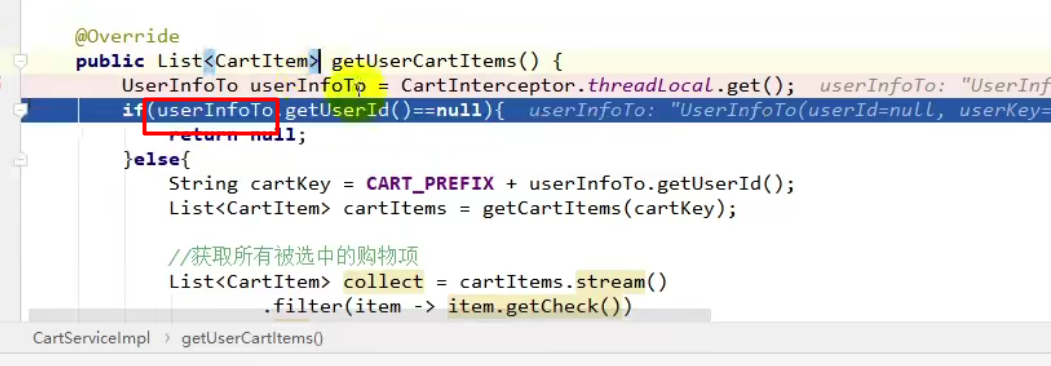 @Override
public List<CartItem> getUserCartItems() {
UserInfoTo userInfoTo = CartInterceptor.threadLocal.get(); userInfoTo: "UserInf
if(userInfoTo.getUserId()==null){ userInfoTo: "UserInfoTo(userId=null, userKey=
return null;
}else{
String cartKey = CART_PREFIX + userInfoTo.getUserId();
List<CartItem> cartItems = getCartItems(cartKey);
//获取所有被选中的购物项
List<CartItem> collect = cartItems.stream()
.filter(item -> item.getCheck())
CartServiceImpl › getUserCartItems()